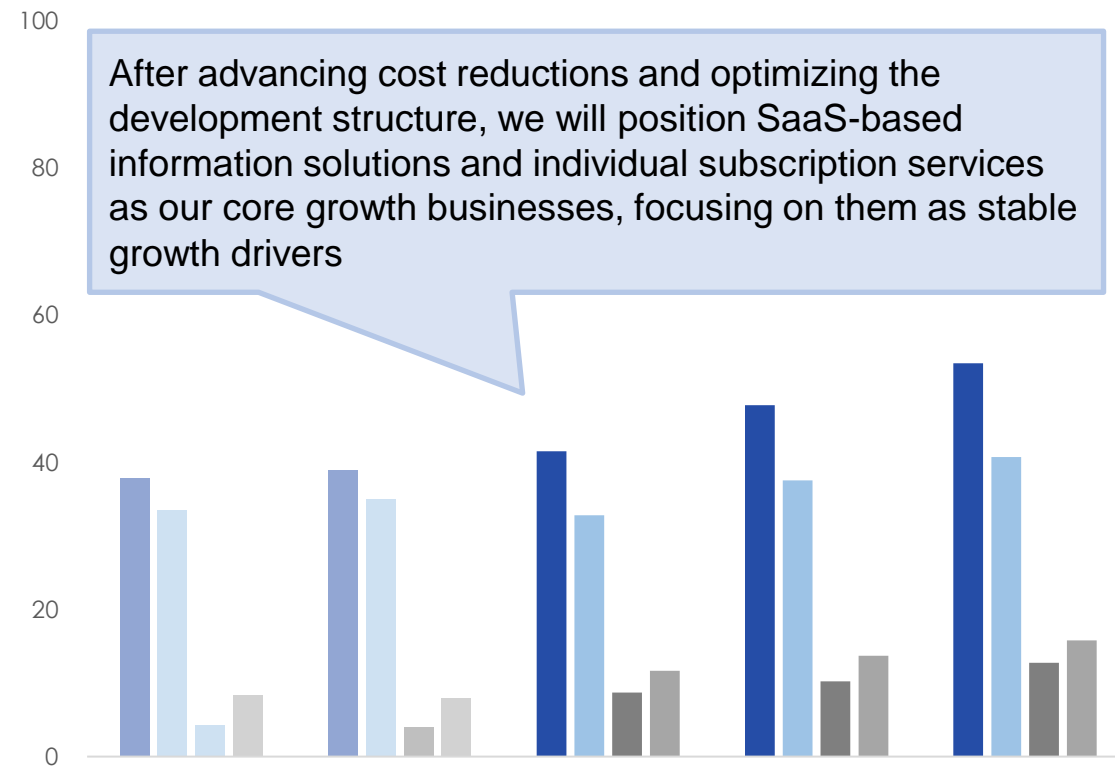 100
After advancing cost reductions and optimizing the
development structure, we will position SaaS-based
80
information solutions and individual subscription services
as our core growth businesses, focusing on them as stable
growth drivers
60
40
20
0